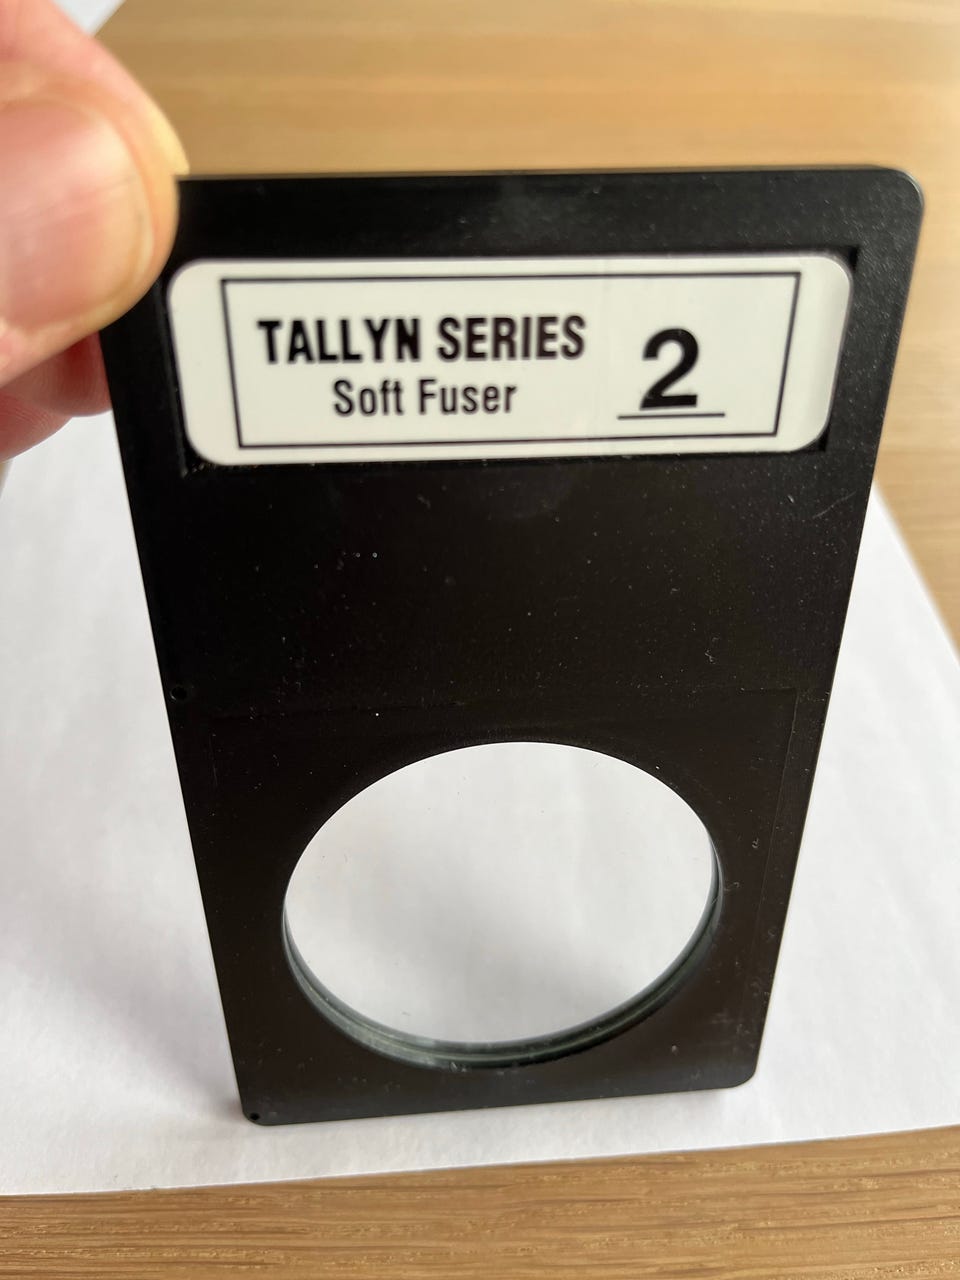 TALLYN SERIES
Soft Fuser
2